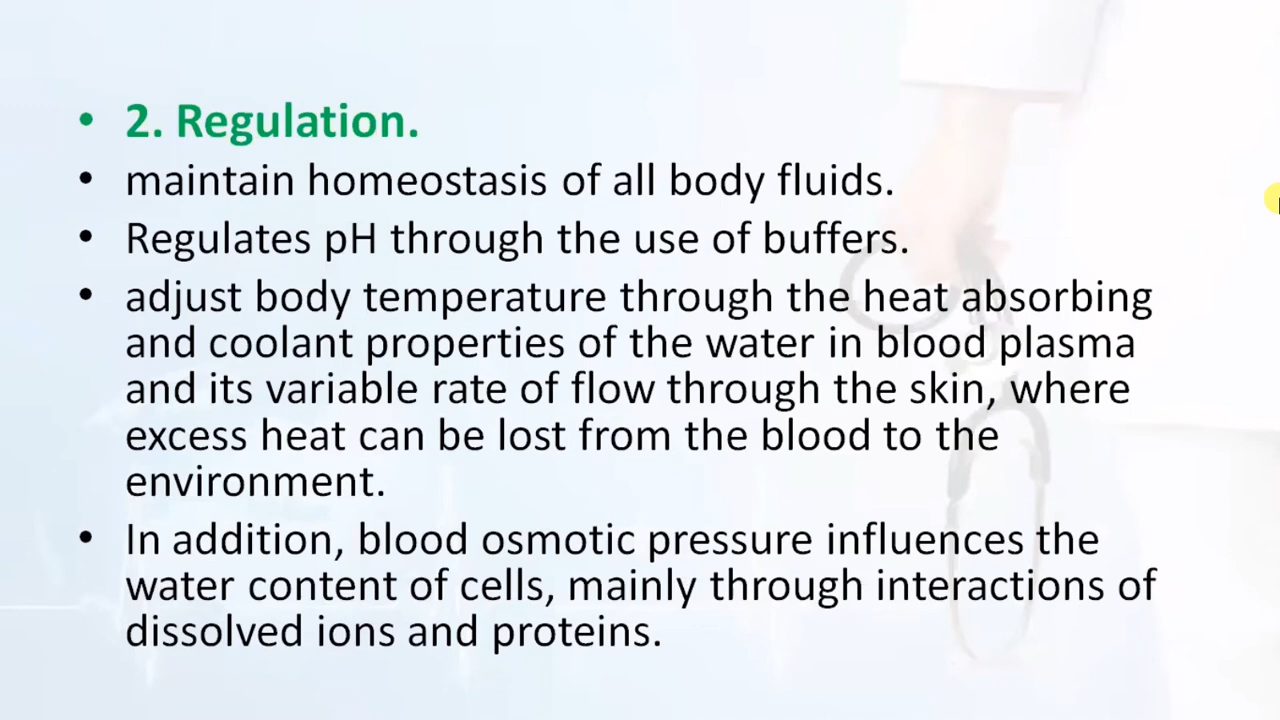 • 2. Regulation.
• maintain homeostasis of all body fluids.
• Regulates pH through the use of buffers.
• adjust body temperature through the heat absorbing
and coolant properties of the water in blood plasma
and its variable rate of flow through the skin, where
excess heat can be lost from the blood to the
environment.
• In addition, blood osmotic pressure influences the
water content of cells, mainly through interactions of
dissolved ions and proteins.